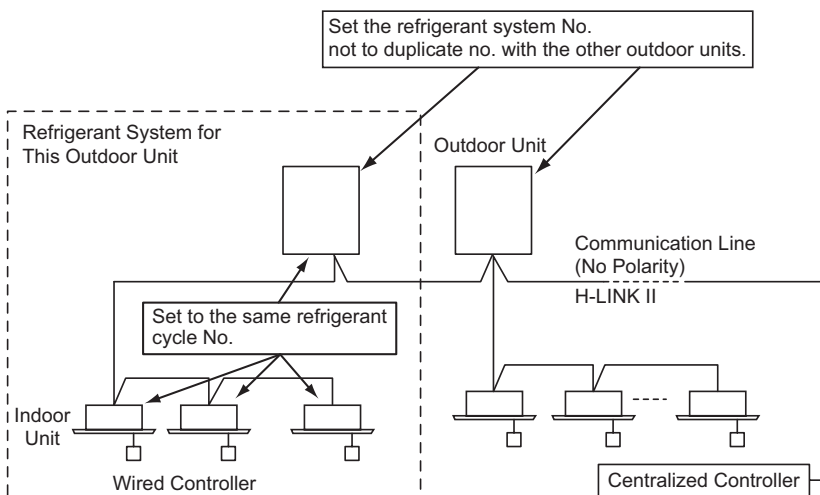 Set the refrigerant system No.
not to duplicate no. with the other outdoor units.
Refrigerant System for
This Outdoor Unit
Outdoor Unit
Communication Line
(No Polarity)
H-LINK II
Set to the same refrigerant
cycle No.
Indoor
Unit
Wired Controller
Centralized Controller